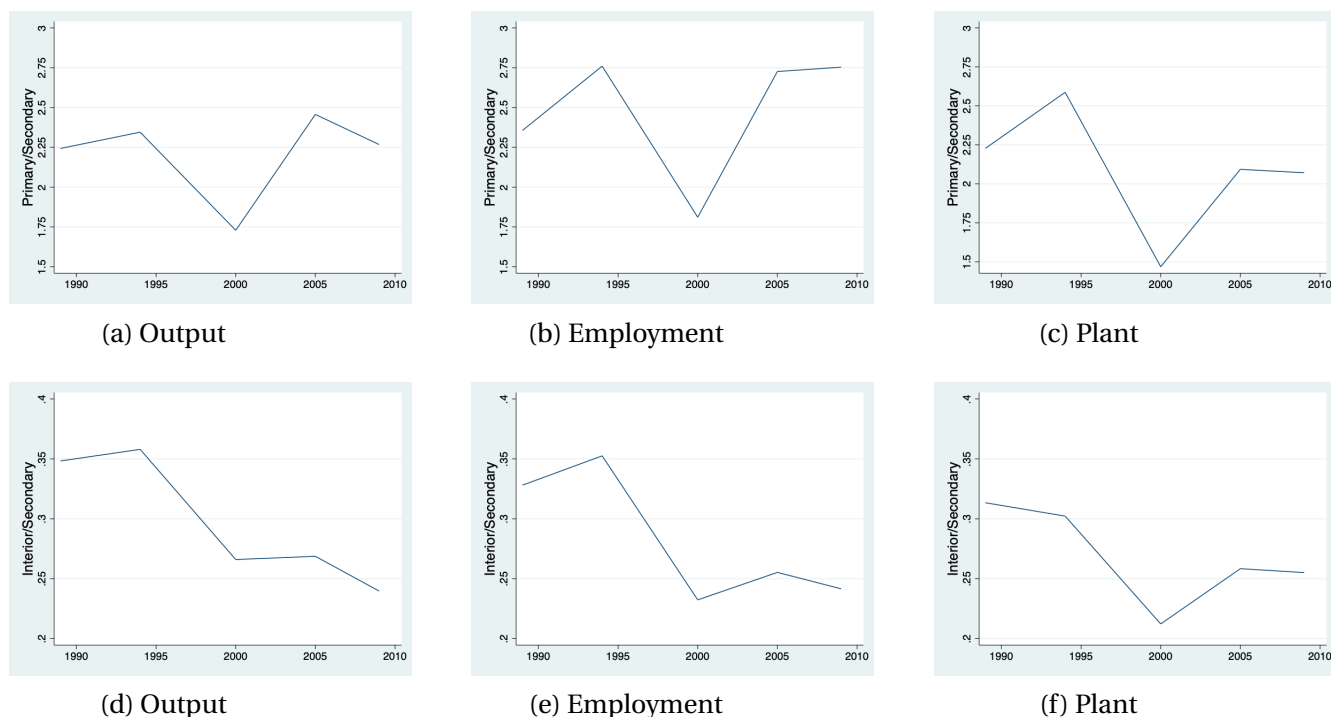 Primary/Secondary
3
2.75
2.5
2.25
2
1.75
1.5
1990 1995 2000 2005 2010
(a) Output
Primary/Secondary
3
2.75
2.5
2.25
2
1.75
1.5
1990 1995 2000 2005 2010
(b) Employment
Primary/Secondary
3
2.75
2.5
2.25
2
1.75
1.5
1990 1995 2000 2005 2010
(c) Plant
Interior/Secondary
.4
.35
.3
.25
.2
1990 1995 2000 2005 2010
(d) Output
Interior/Secondary
.4
.35
.3
.25
.2
1990 1995 2000 2005 2010
(e) Employment
Interior/Secondary
.4
.35
.3
.25
.2
1990 1995 2000 2005 2010
(f) Plant